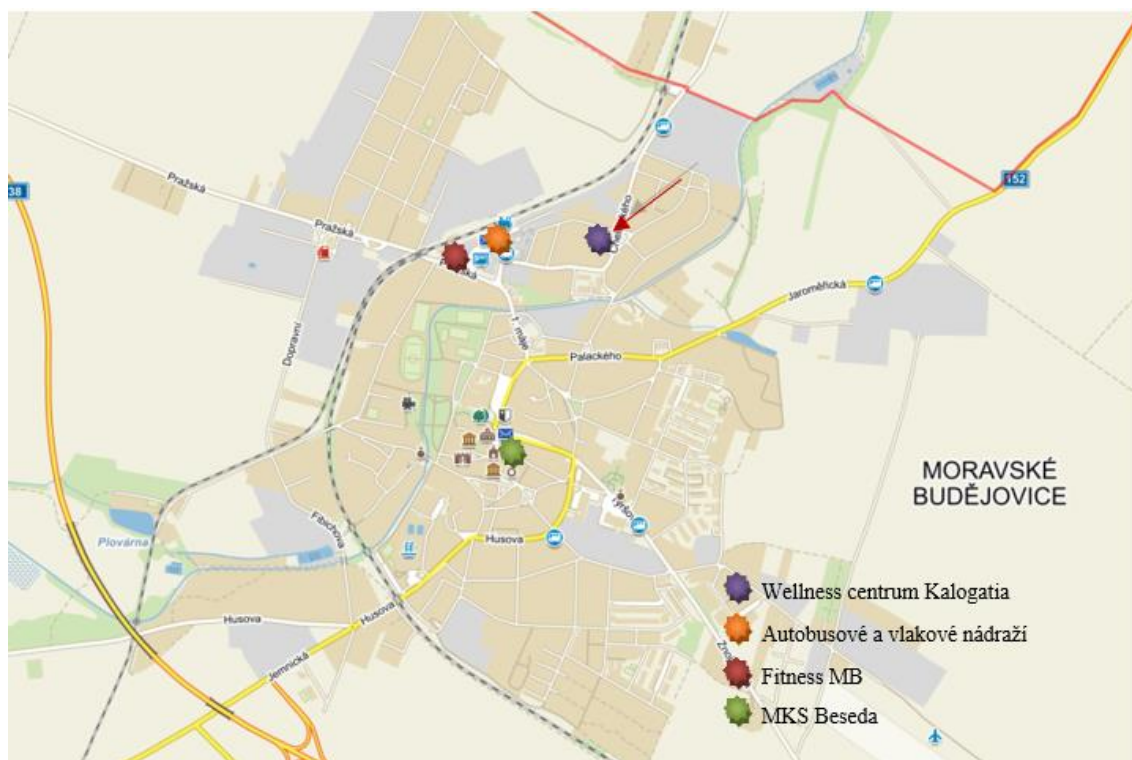 38
Pražská
Pražská
152
Jaroměřická
Dopravní
1. máje
Palackého
MORAVSKÉ
BUDĚJOVICE
Plovárna
Fibichova
Husova
Husova
Husova
Jemnická
Wellness centrum Kalogatia
Autobusové a vlakové nádraží
Fitness MB
MKS Beseda